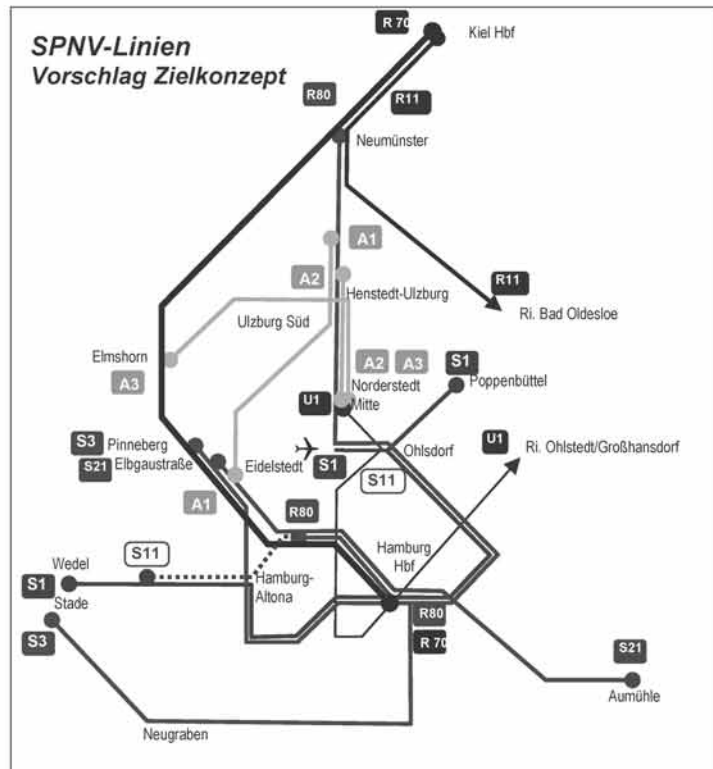 SPNV-Linien
Vorschlag Zielkonzept
R 70
Kiel Hbf
R80
R11
Neumünster
A1
A2
Henstedt-Ulzburg
R11
Ri. Bad Oldesloe
Ulzburg Süd
Elmshorn
A3
A2
A3
S1
Norderstedt
Mitte
Poppenbüttel
U1
S3
Pinneberg
S21
Elbgaustraße
Eidelstedt
S1
Ohlsdorf
S11
U1
Ri. Ohlstedt/Großhansdorf
A1
R80
Hamburg
Hbf
S11
Wedel
S1
Stade
Hamburg-
Altona
S3
R80
R 70
S21
Aumühle
Neugraben